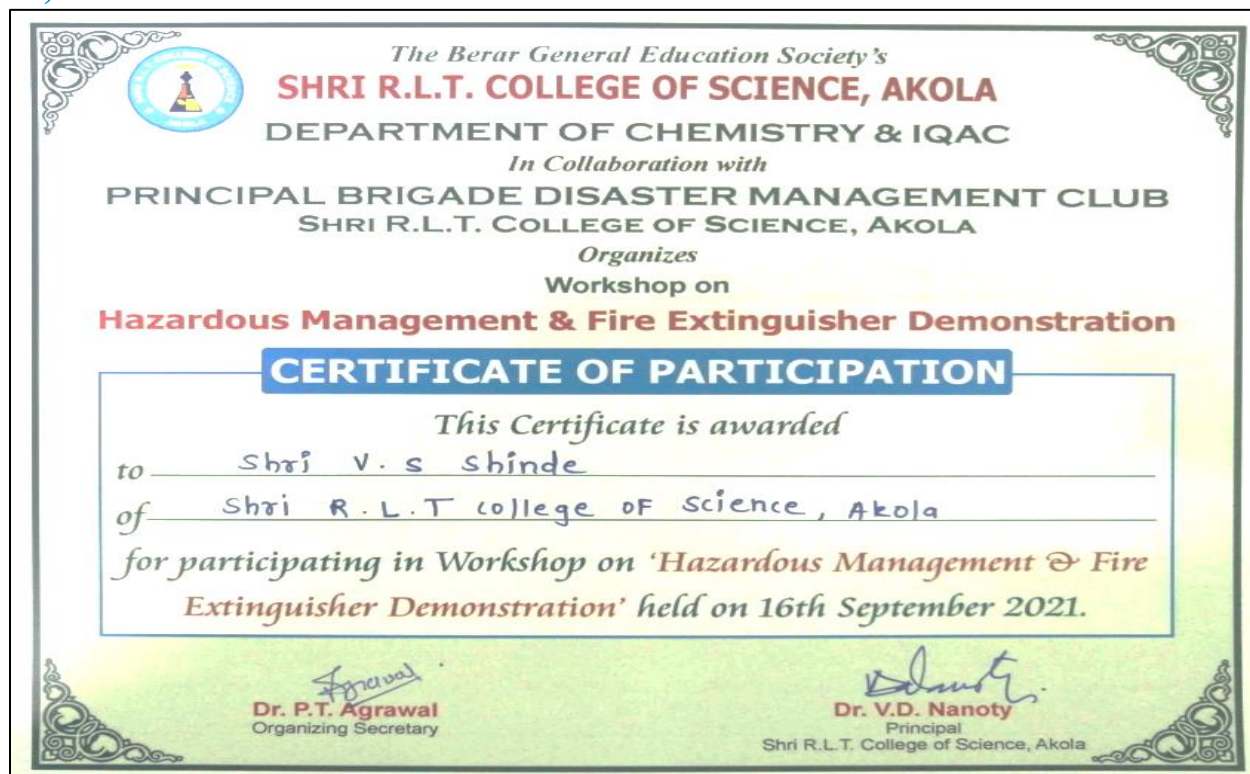 The Berar General Education Society's
SHRI R.L.T. COLLEGE OF SCIENCE, AKOLA
DEPARTMENT OF CHEMISTRY & IQAC
In Collaboration with
PRINCIPAL BRIGADE DISASTER MANAGEMENT CLUB
SHRI R.L.T. COLLEGE OF SCIENCE, AKOLA
Organizes
Workshop on
Hazardous Management & Fire Extinguisher Demonstration
CERTIFICATE OF PARTICIPATION
This Certificate is awarded
to Shri V. S Shinde
of Shri R.L.T college OF science, Akola
for participating in Workshop on 'Hazardous Management & Fire
Extinguisher Demonstration' held on 16th September 2021.
Agrawal
Dr. P.T. Agrawal
Organizing Secretary
Dr. V.D. Nanoty
Principal
Shri R.L.T. College of Science, Akola